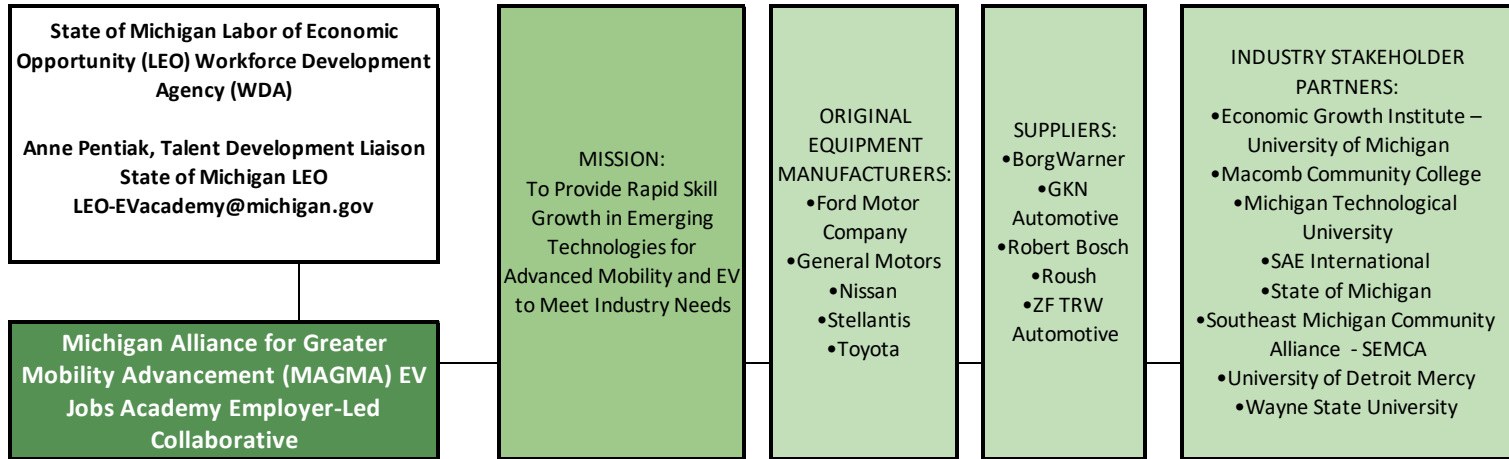 State of Michigan Labor of Economic
Opportunity (LEO) Workforce Development
Agency (WDA)
Anne Pentiak, Talent Development Liaison
State of Michigan LEO
LEO-EVacademy@michigan.gov
Michigan Alliance for Greater
Mobility Advancement (MAGMA) EV
Jobs Academy Employer-Led
Collaborative
MISSION:
To Provide Rapid Skill
Growth in Emerging
Technologies for
Advanced Mobility and EV
to Meet Industry Needs
ORIGINAL
EQUIPMENT
MANUFACTURERS:
•Ford Motor
Company
•General Motors
•Nissan
•Stellantis
•Toyota
SUPPLIERS:
•BorgWarner
•GKN
Automotive
•Robert Bosch
•Roush
•ZF TRW
Automotive
INDUSTRY STAKEHOLDER
PARTNERS:
•Economic Growth Institute –
University of Michigan
•Macomb Community College
•Michigan Technological
University
•SAE International
•State of Michigan
•Southeast Michigan Community
Alliance - SEMCA
•University of Detroit Mercy
•Wayne State University